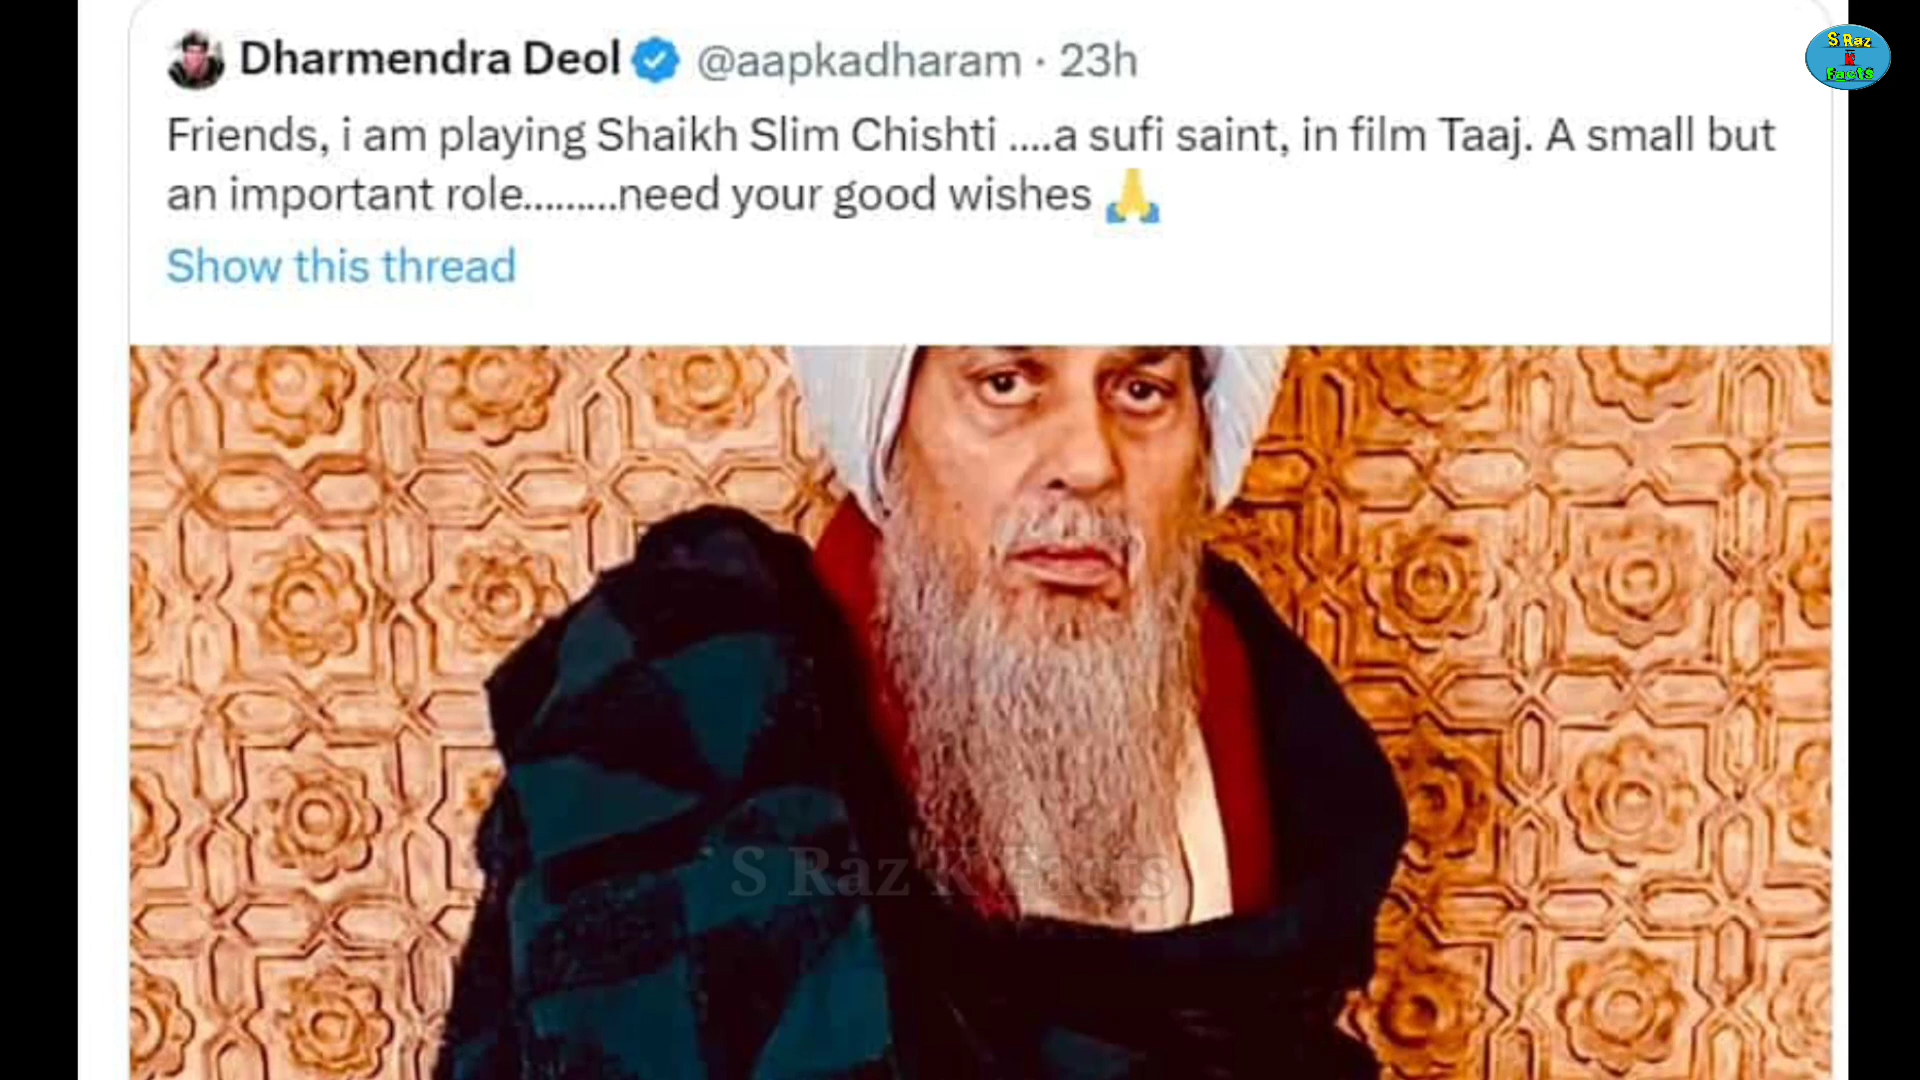 Dharmendra Deol @aapkadharam · 23h
S Raz
K
Facts
Friends, i am playing Shaikh Slim Chishti ....a sufi saint, in film Taaj. A small but
an important role.........need your good wishes 🙏
Show this thread
S Raz K Facts